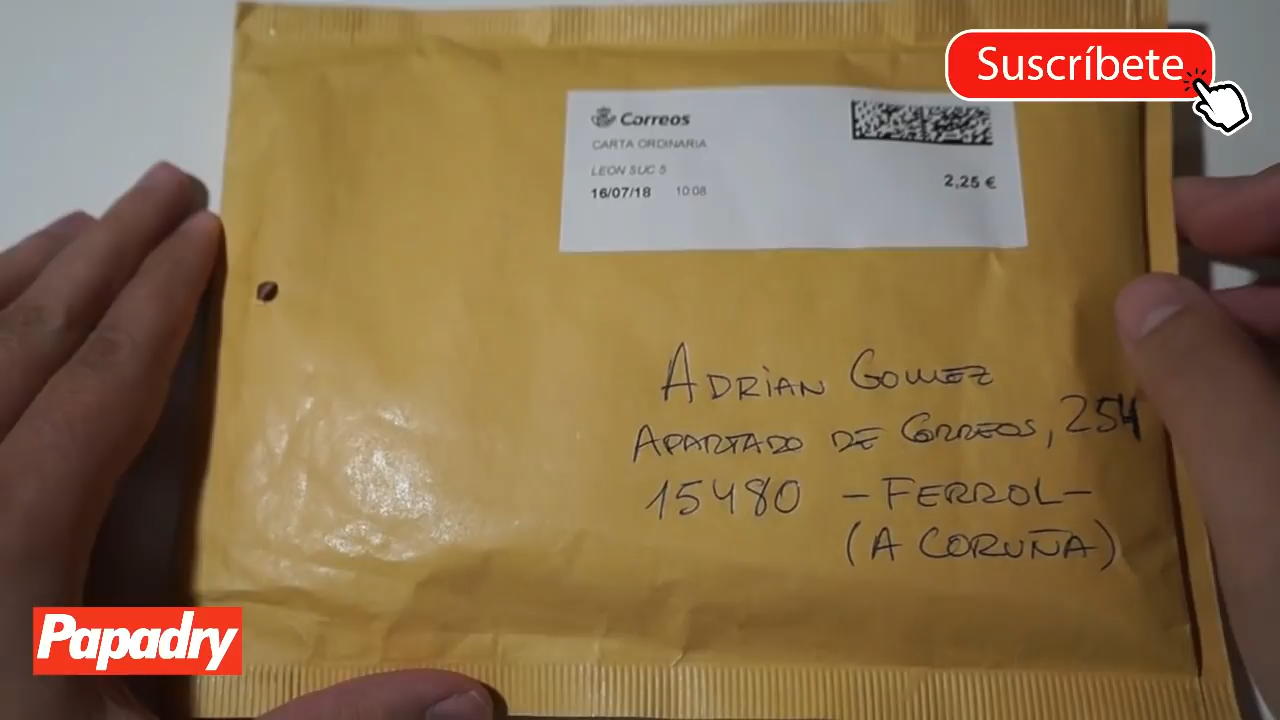 Suscríbete
Correos
CARTA ORDINARIA
LEON SUC 5
16/07/18 10:08
2,25 €
ADRIAN GOMEZ
APARTADO DE CORREOS, 254
15480 - FERROL -
(A CORUÑA)
Papadry